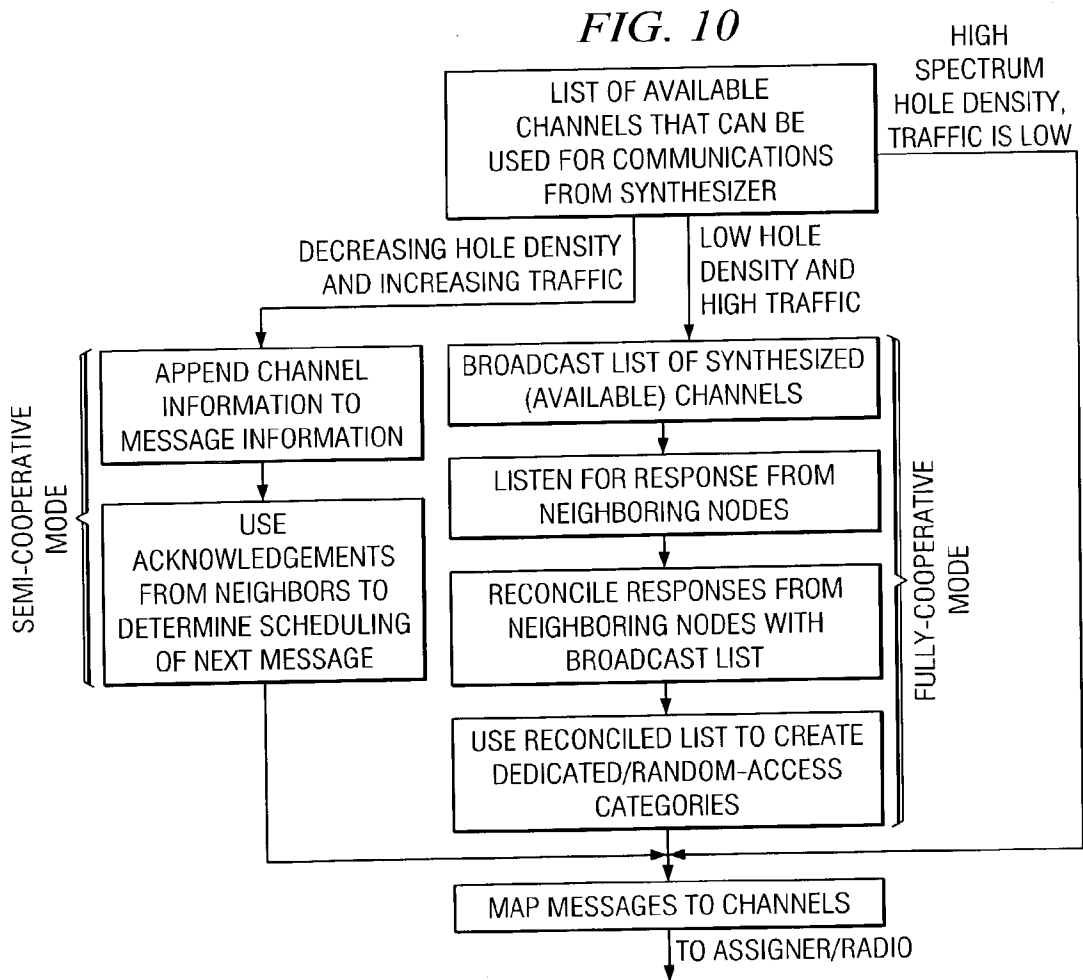 FIG. 10
HIGH
SPECTRUM
HOLE DENSITY,
TRAFFIC IS LOW
LIST OF AVAILABLE
CHANNELS THAT CAN BE
USED FOR COMMUNICATIONS
FROM SYNTHESIZER
DECREASING HOLE DENSITY
AND INCREASING TRAFFIC
LOW HOLE
DENSITY AND
HIGH TRAFFIC
SEMI-COOPERATIVE
MODE
APPEND CHANNEL
INFORMATION TO
MESSAGE INFORMATION
USE
ACKNOWLEDGEMENTS
FROM NEIGHBORS TO
DETERMINE SCHEDULING
OF NEXT MESSAGE
BROADCAST LIST OF SYNTHESIZED
(AVAILABLE) CHANNELS
LISTEN FOR RESPONSE FROM
NEIGHBORING NODES
RECONCILE RESPONSES FROM
NEIGHBORING NODES WITH
BROADCAST LIST
USE RECONCILED LIST TO CREATE
DEDICATED/RANDOM-ACCESS
CATEGORIES
FULLY-COOPERATIVE
MODE
MAP MESSAGES TO CHANNELS
TO ASSIGNER/RADIO